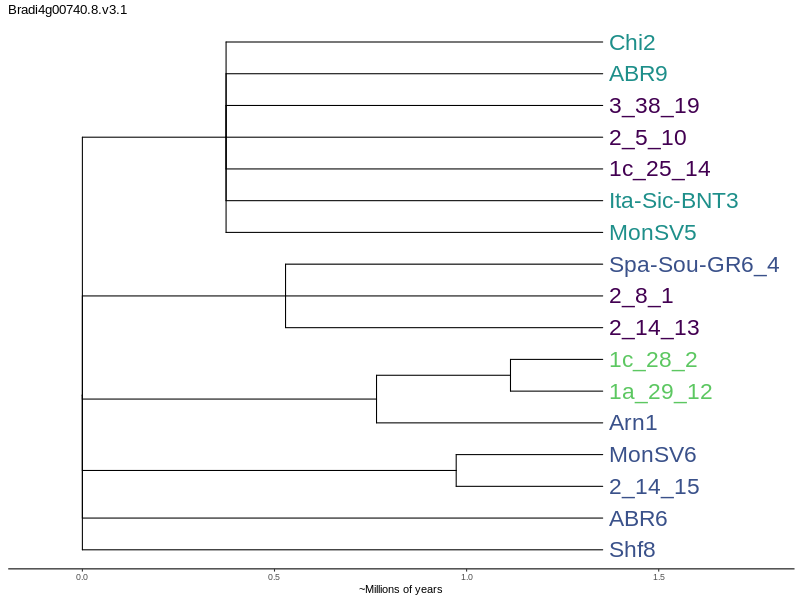 Bradi4g00740.8.v3.1
Chi2
ABR9
3_38_19
2_5_10
1c_25_14
Ita-Sic-BNT3
MonSV5
Spa-Sou-GR6_4
2_8_1
2_14_13
1c_28_2
1a_29_12
Arn1
MonSV6
2_14_15
ABR6
Shf8
0.0 0.5 1.0 1.5
~Millions of years